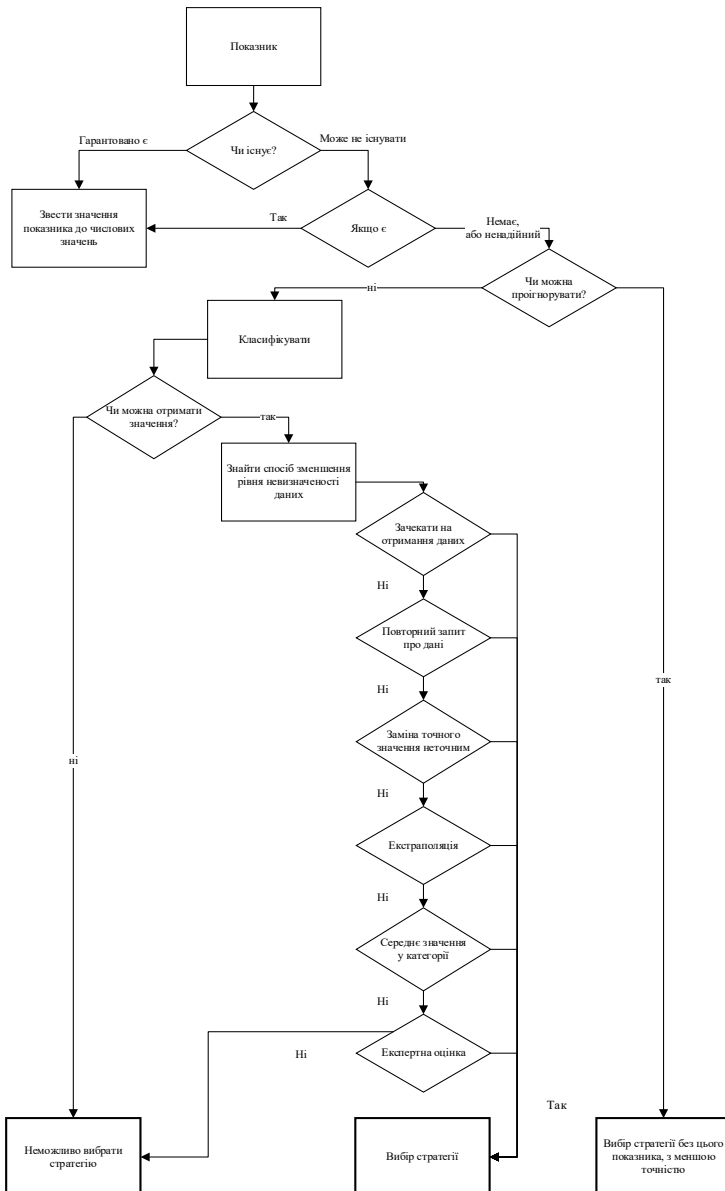 Показник
Гарантовано є
Чи існує?
Може не існувати
Звести значення
показника до числових
значень
Так
Якщо є
Немає,
або ненадійний
Чи можна
проігнорувати?
ні
Класифікувати
Чи можна отримати
значення?
так
Знайти спосіб зменшення
рівня невизначеності
даних
Зачекати на
отримання даних
Ні
Повторний запит
про дані
Ні
так
Заміна точного
значення неточним
ні
Ні
Екстраполяція
Ні
Середнє значення
у категорії
Ні
Експертна оцінка
Ні
Так
Неможливо вибрати
стратегію
Вибір стратегії
Вибір стратегії без цього
показника, з меншою
точністю